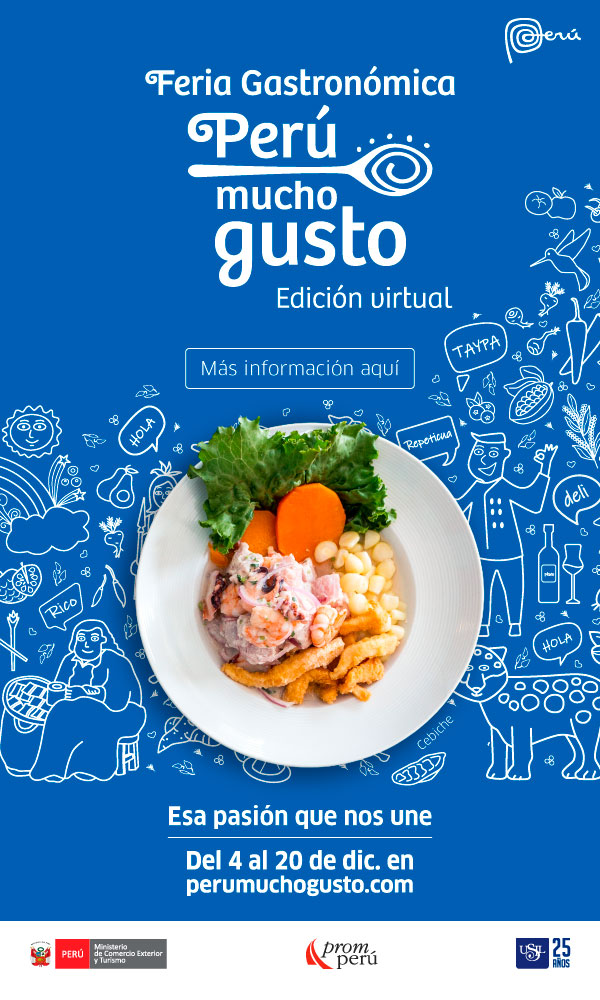 Perú
Feria Gastronómica
Perú
mucho
gusto
Edición virtual
Más información aquí
TAYPA
HOLA
Repoticua
deli
RICO
HOLA
Cebiche
Esa pasión que nos une
Del 4 al 20 de dic. en
perumuchogusto.com
PERÚ
Ministerio
de Comercio Exterior
y Turismo
prom
perú
USIL
25
AÑOS